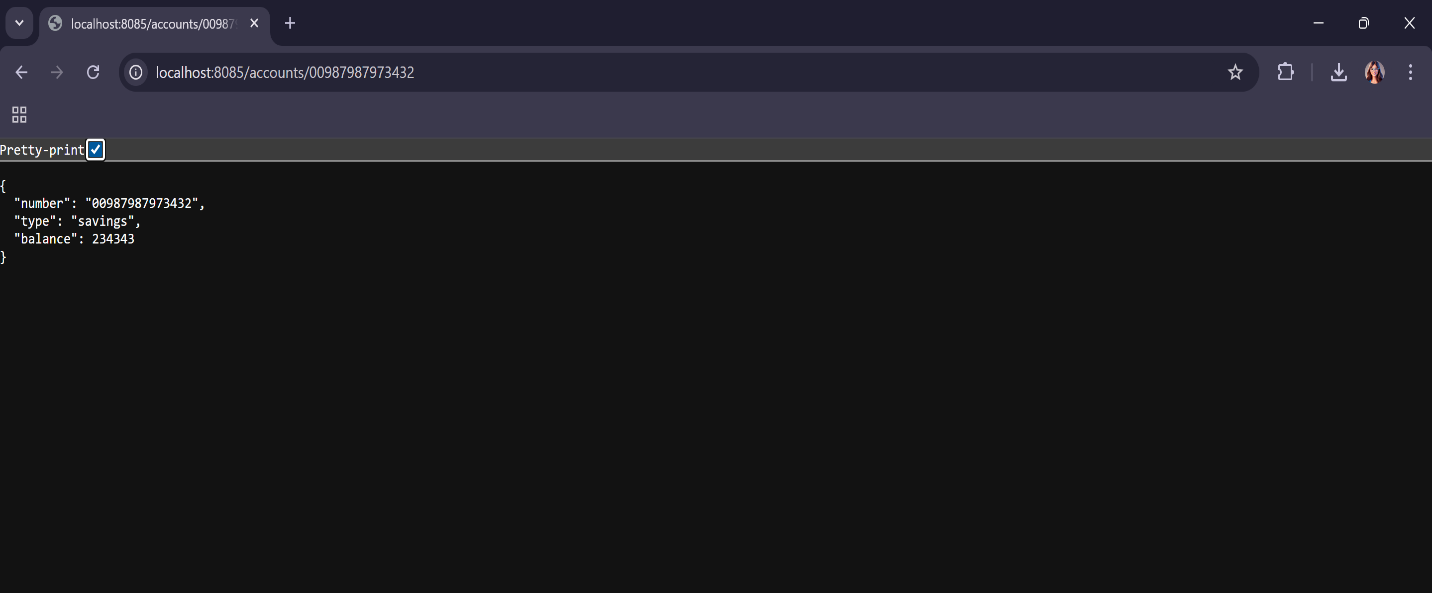 localhost:8085/accounts/00987
localhost:8085/accounts/00987987973432
Pretty-print
{
"number": "00987987973432",
"type": "savings",
"balance": 234343
}